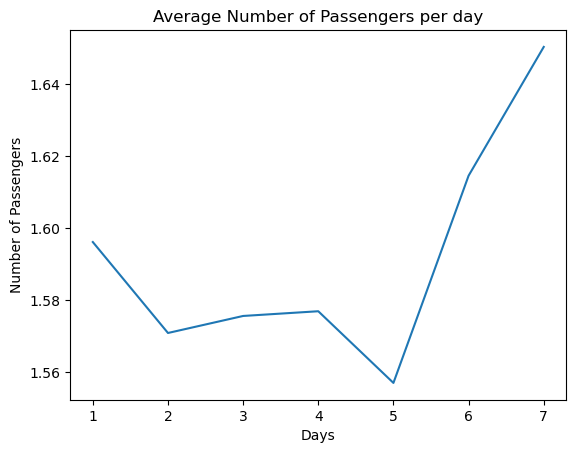 Average Number of Passengers per day
Number of Passengers
1.64
1.62
1.60
1.58
1.56
1 2 3 4 5 6 7
Days